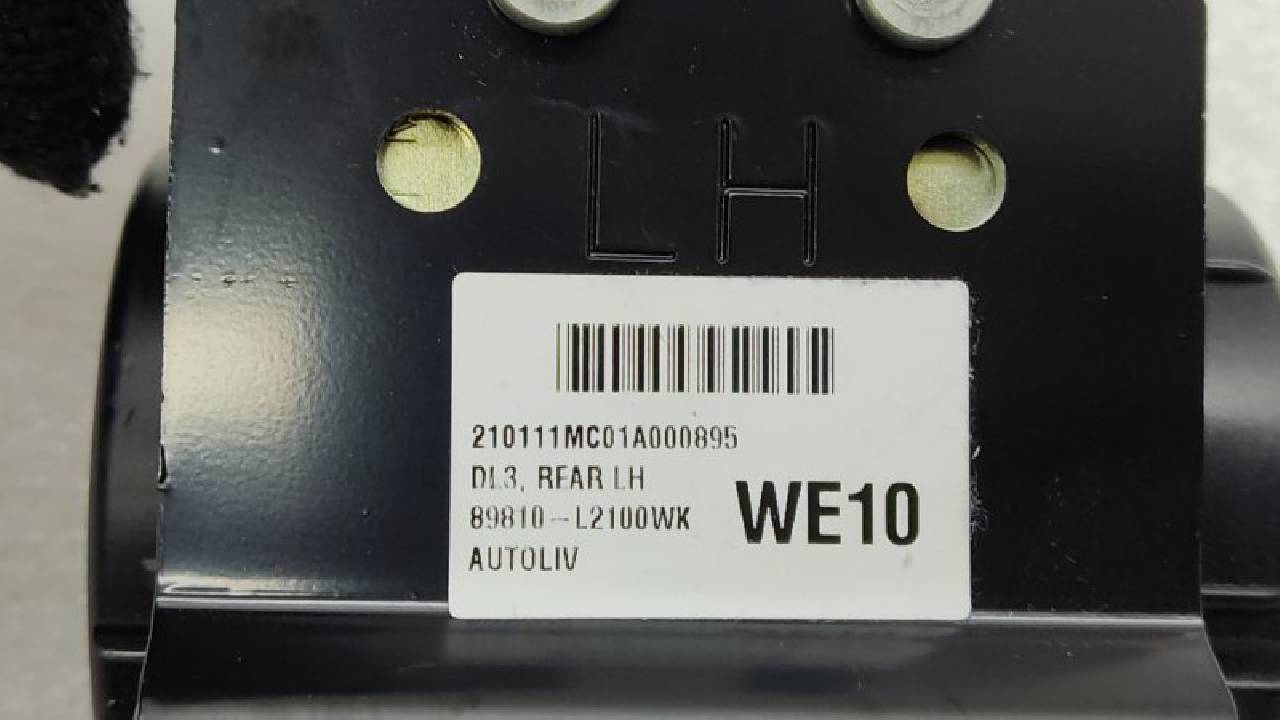 LH
210111MC01A000895
DL3, REAR LH
89810-L2100WK
WE10
AUTOLIV